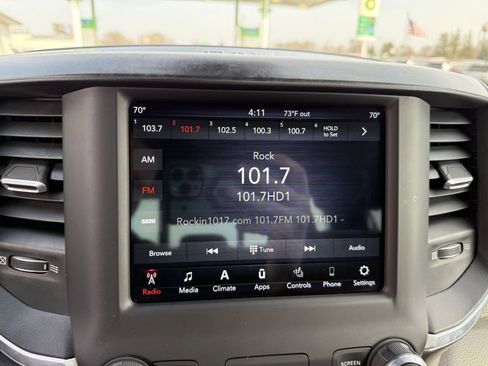 70° 4:11 73°F out 70°
1 2 3 4 5 6
103.7 101.7 102.5 100.3 100.7 HOLD to Set
AM
FM
sxm
Rock
101.7
101.7HD1
Rockin1017.com 101.7FM 101.7HD1 -
Browse Tune Audio
Radio Media Climate Apps Controls Phone Settings
SCREEN